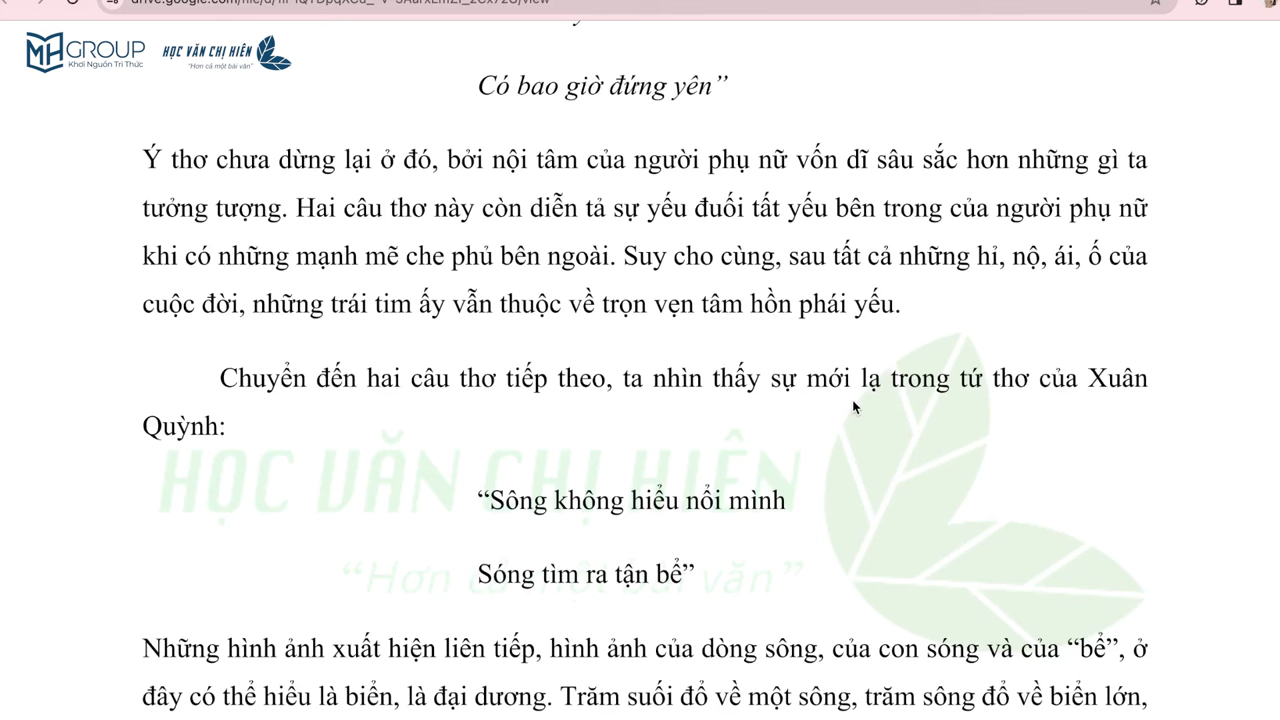 MH GROUP
Khơi Nguồn Tri Thức
HỌC VĂN CHỊ HIÊN
"Hơn cả một bài văn"
Có bao giờ đứng yên”
Ý thơ chưa dừng lại ở đó, bởi nội tâm của người phụ nữ vốn dĩ sâu sắc hơn những gì ta
tưởng tượng. Hai câu thơ này còn diễn tả sự yếu đuối tất yếu bên trong của người phụ nữ
khi có những mạnh mẽ che phủ bên ngoài. Suy cho cùng, sau tất cả những hỉ, nộ, ái, ố của
cuộc đời, những trái tim ấy vẫn thuộc về trọn vẹn tâm hồn phái yếu.
Chuyển đến hai câu thơ tiếp theo, ta nhìn thấy sự mới lạ trong tứ thơ của Xuân
Quỳnh:
HỌC VĂN CHỊ HIÊN
“Sông không hiểu nổi mình
Sóng tìm ra tận bể”
“Hơn cả một bài văn”
Những hình ảnh xuất hiện liên tiếp, hình ảnh của dòng sông, của con sóng và của “bể”, ở
đây có thể hiểu là biển, là đại dương. Trăm suối đổ về một sông, trăm sông đổ về biển lớn,